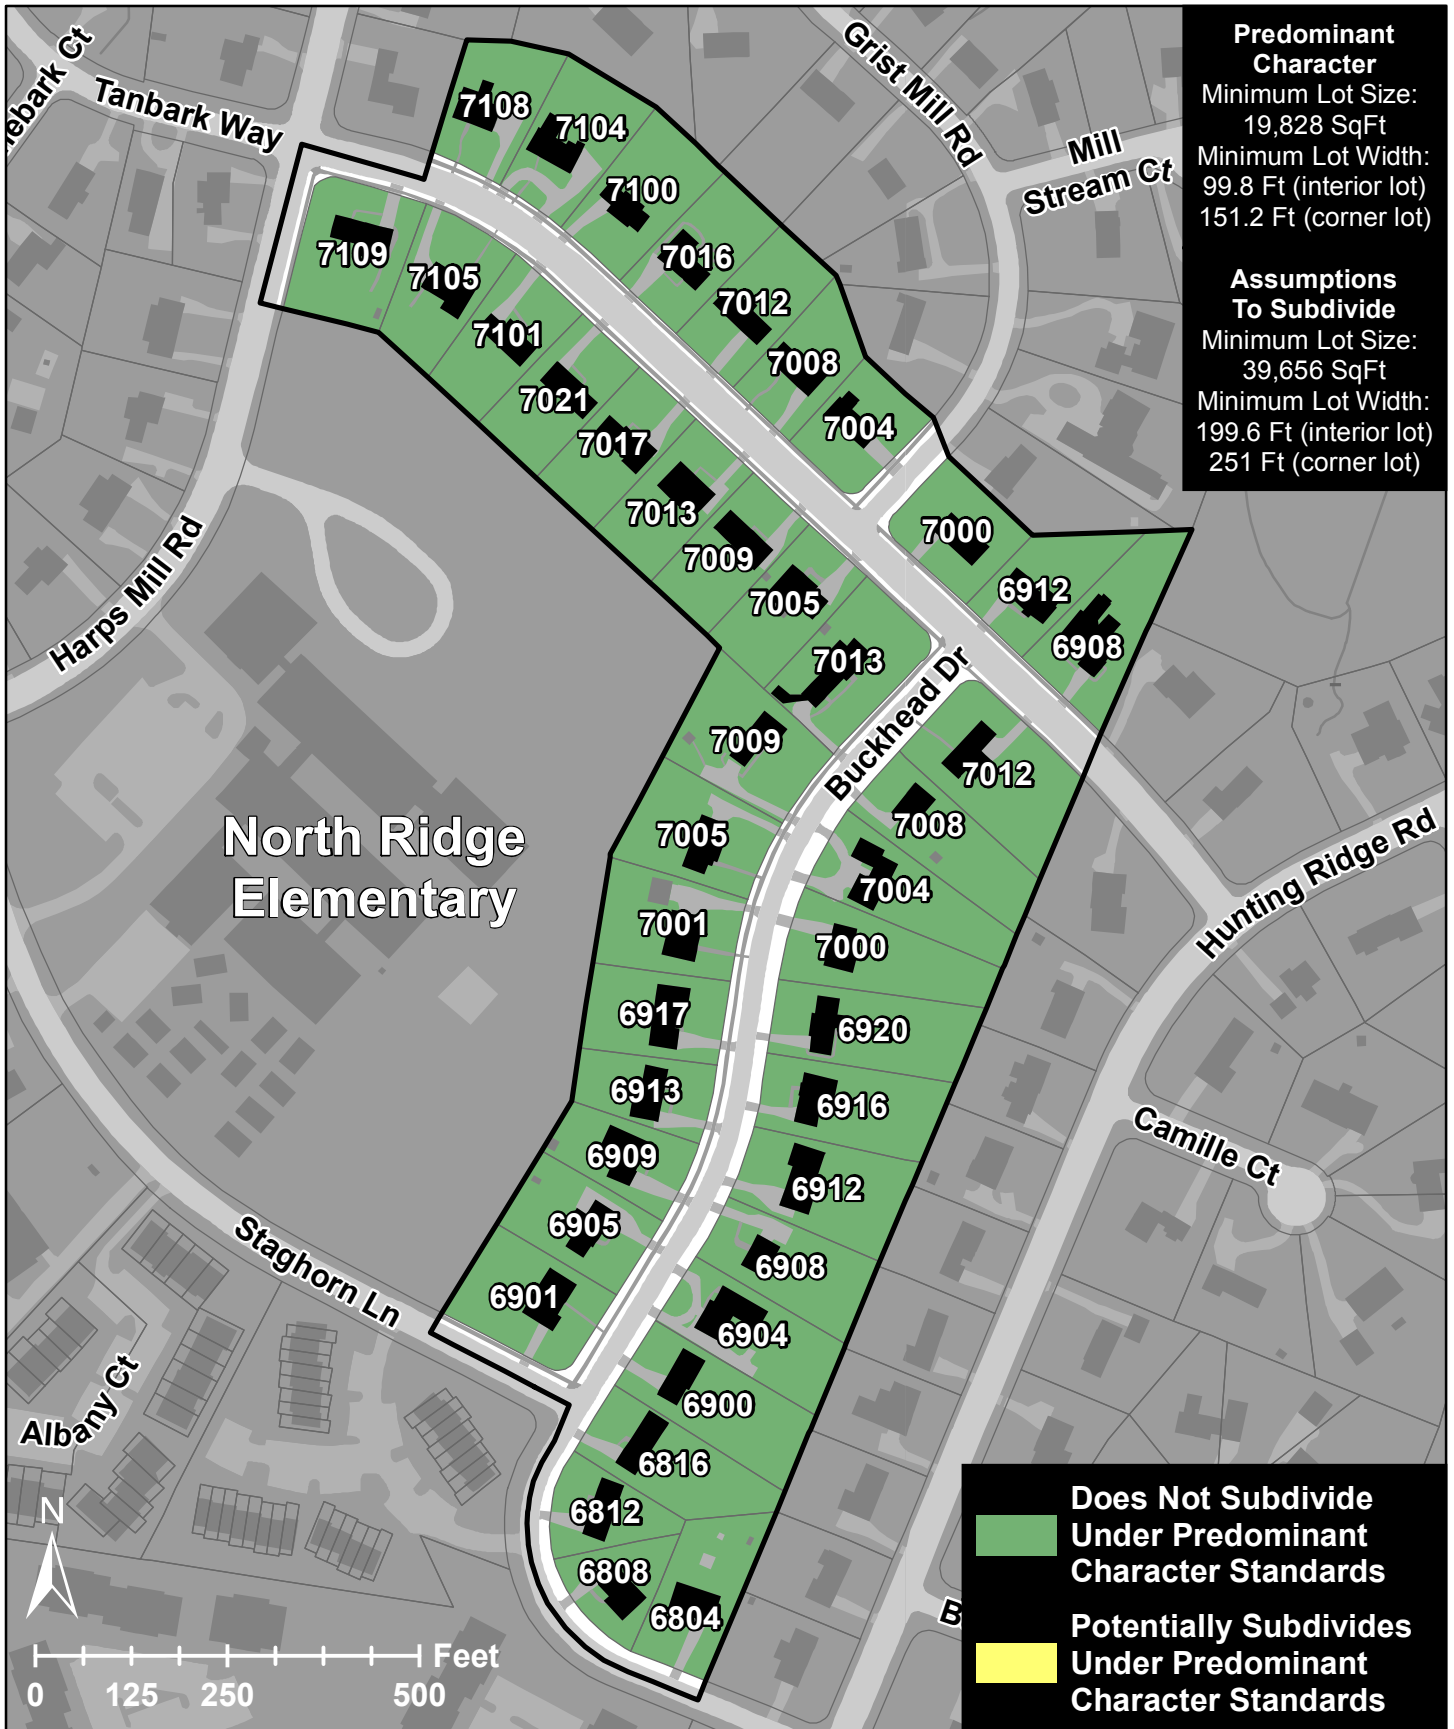 Predominant
Character
Minimum Lot Size:
19,828 SqFt
Minimum Lot Width:
99.8 Ft (interior lot)
151.2 Ft (corner lot)
Assumptions
To Subdivide
Minimum Lot Size:
39,656 SqFt
Minimum Lot Width:
199.6 Ft (interior lot)
251 Ft (corner lot)
ebark Ct
Tanbark Way
Grist Mill Rd
Mill
Stream Ct
7108
7104
7100
7016
7012
7008
7004
7109
7105
7101
7021
7017
7013
7009
7005
7000
6912
6908
Harps Mill Rd
7013
Buckhead Dr
7009
7012
7005
7008
7004
7001
7000
North Ridge
Elementary
Hunting Ridge Rd
6917
6920
6913
6916
6909
6912
Camille Ct
6905
6908
6901
6904
Staghorn Ln
6900
6816
Albany Ct
6812
6808
6804
B
N
Feet
0 125 250 500
Does Not Subdivide
Under Predominant
Character Standards
Potentially Subdivides
Under Predominant
Character Standards